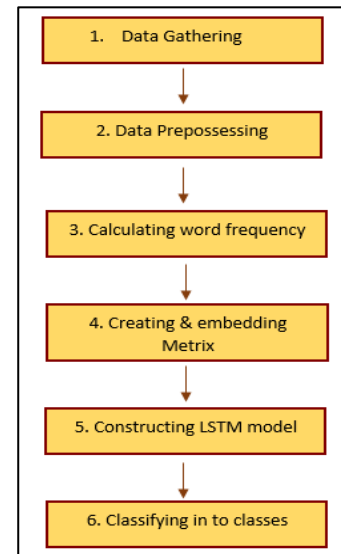 1. Data Gathering
2. Data Prepossessing
3. Calculating word frequency
4. Creating & embedding
Metrix
5. Constructing LSTM model
6. Classifying in to classes